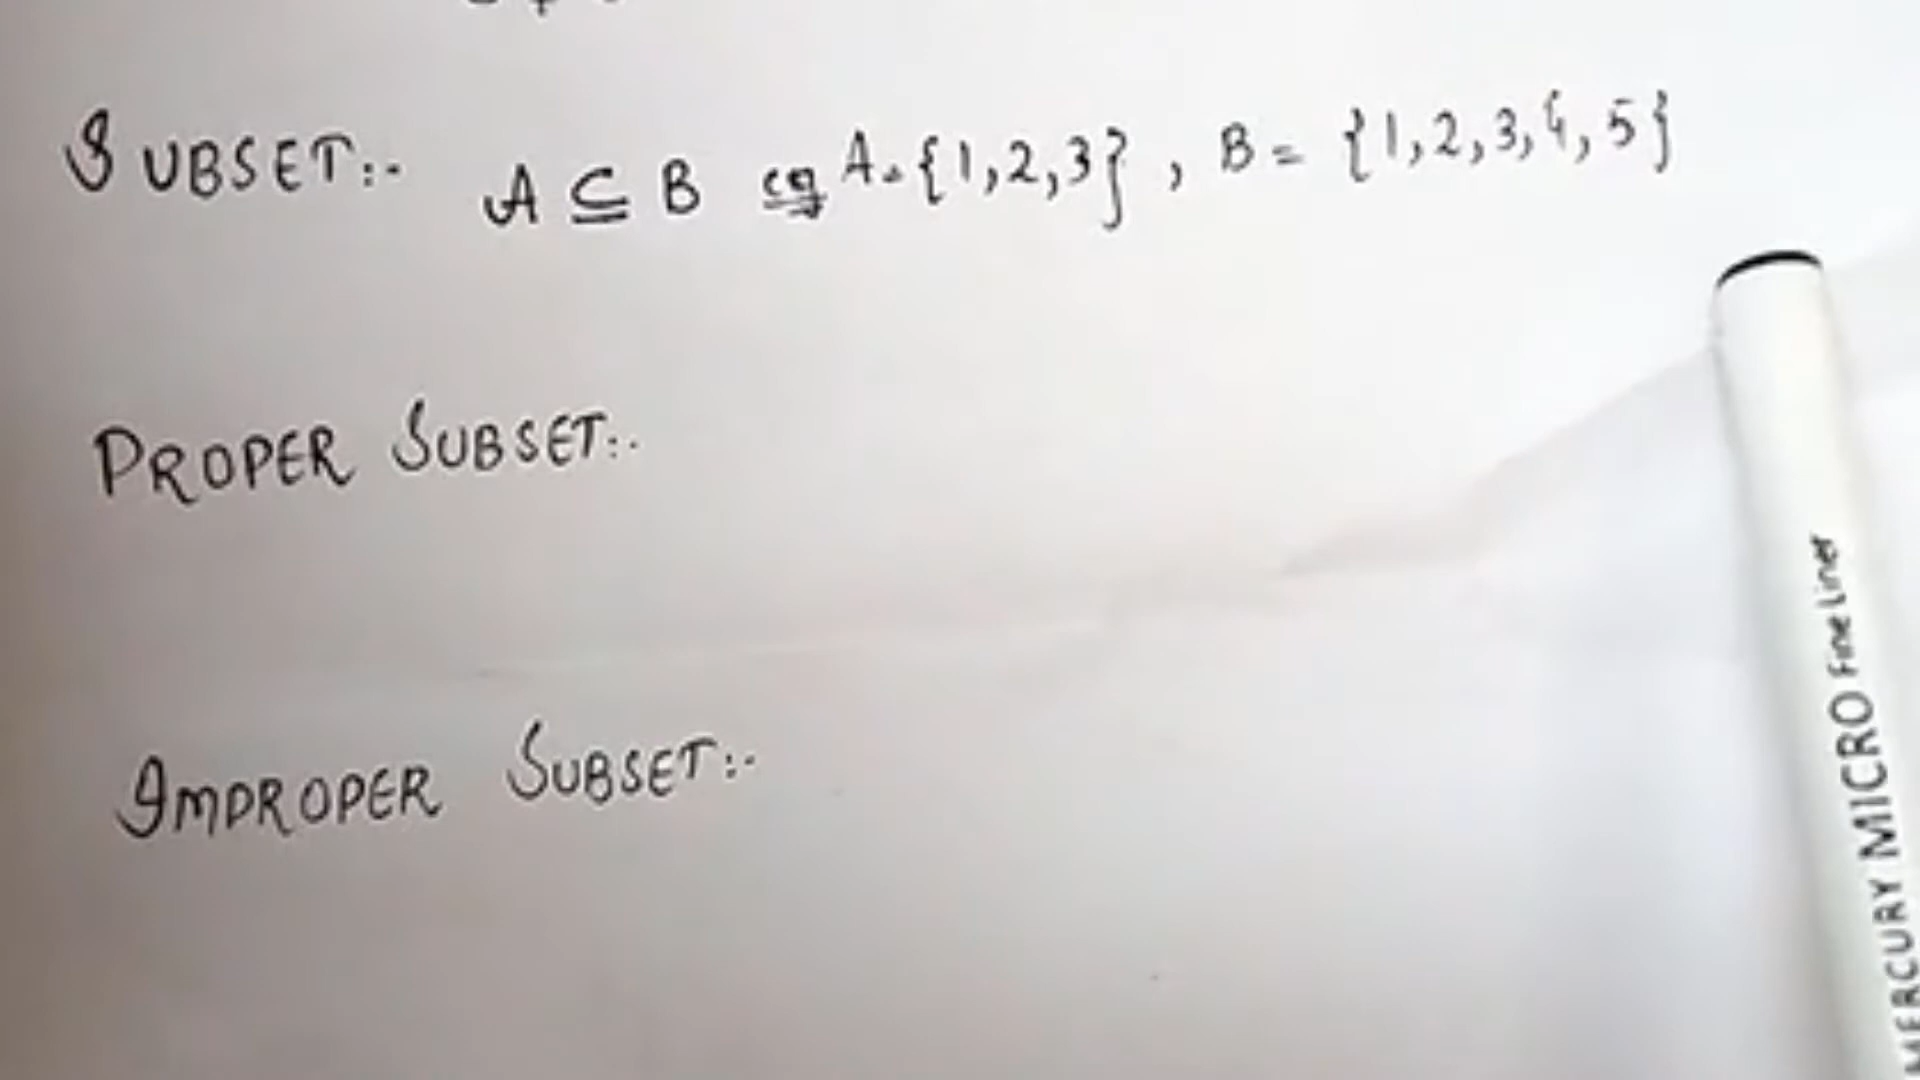 SUBSET:- A ⊆ B eg A = {1,2,3} , B = {1,2,3,4,5}
PROPER SUBSET:-
IMPROPER SUBSET:-
MERCURY MICRO Fine Liner